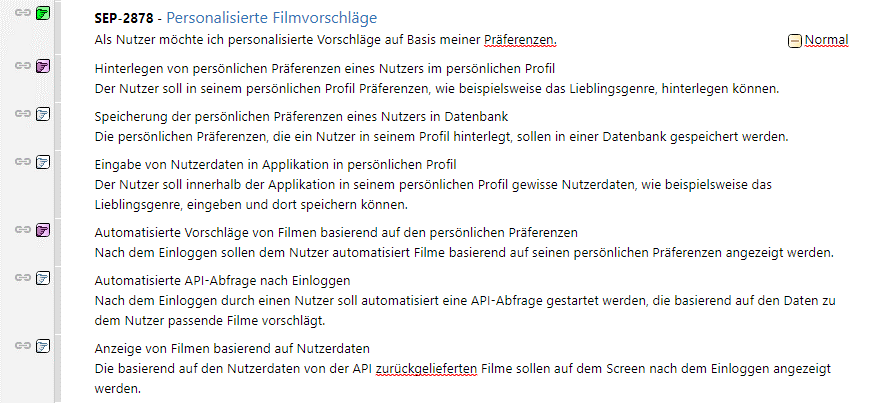 SEP-2878 - Personalisierte Filmvorschläge
Als Nutzer möchte ich personalisierte Vorschläge auf Basis meiner Präferenzen.
Normal
Hinterlegen von persönlichen Präferenzen eines Nutzers im persönlichen Profil
Der Nutzer soll in seinem persönlichen Profil Präferenzen, wie beispielsweise das Lieblingsgenre, hinterlegen können.
Speicherung der persönlichen Präferenzen eines Nutzers in Datenbank
Die persönlichen Präferenzen, die ein Nutzer in seinem Profil hinterlegt, sollen in einer Datenbank gespeichert werden.
Eingabe von Nutzerdaten in Applikation in persönlichen Profil
Der Nutzer soll innerhalb der Applikation in seinem persönlichen Profil gewisse Nutzerdaten, wie beispielsweise das
Lieblingsgenre, eingeben und dort speichern können.
Automatisierte Vorschläge von Filmen basierend auf den persönlichen Präferenzen
Nach dem Einloggen sollen dem Nutzer automatisiert Filme basierend auf seinen persönlichen Präferenzen angezeigt werden.
Automatisierte API-Abfrage nach Einloggen
Nach dem Einloggen durch einen Nutzer soll automatisiert eine API-Abfrage gestartet werden, die basierend auf den Daten zu
dem Nutzer passende Filme vorschlägt.
Anzeige von Filmen basierend auf Nutzerdaten
Die basierend auf den Nutzerdaten von der API zurückgelieferten Filme sollen auf dem Screen nach dem Einloggen angezeigt
werden.